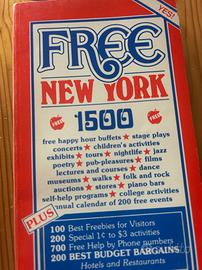 YES!
FREE
NEW YORK
1500
free happy hour buffets ★ stage plays
concerts ★ children's activities
exhibits ★ tours ★ nightlife ★ jazz
poetry ★ pub-pleasures ★ films
lectures and courses ★ dance
museums ★ walks ★ folk and rock
auctions ★ stores ★ piano bars
self-help programs ★ college activities
annual calendar of 200 free events
PLUS
100 Best Freebies for Visitors
200 Special 1¢ to $3 activities
700 Free Help by Phone numbers
200 BEST BUDGET BARGAINS
Hotels and Restaurants